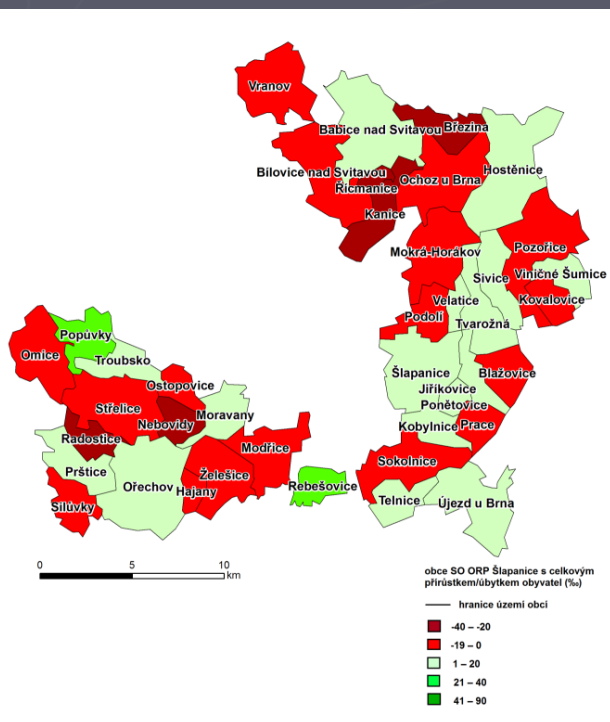 Vranov
Babice nad Svitavou
Březina
Bílovice nad Svitavou
Hostěnice
Řícmanice
Ochoz u Brna
Kanice
Mokrá-Horákov
Pozořice
Sivice
Viničné Šumice
Velatice
Kovalovice
Podolí
Tvarožná
Popůvky
Omice
Troubsko
Šlapanice
Blažovice
Ostopovice
Jiříkovice
Střelice
Moravany
Ponětovice
Nebovidy
Kobylnice
Prace
Radostice
Modřice
Sokolnice
Prštice
Želešice
Ořechov
Hajany
Rebešovice
Silůvky
Telnice
Újezd u Brna
0 5 10
km
obce SO ORP Šlapanice s celkovým
přírůstkem/úbytkem obyvatel (‰)
hranice území obcí
-40 – -20
-19 – 0
1 – 20
21 – 40
41 – 90